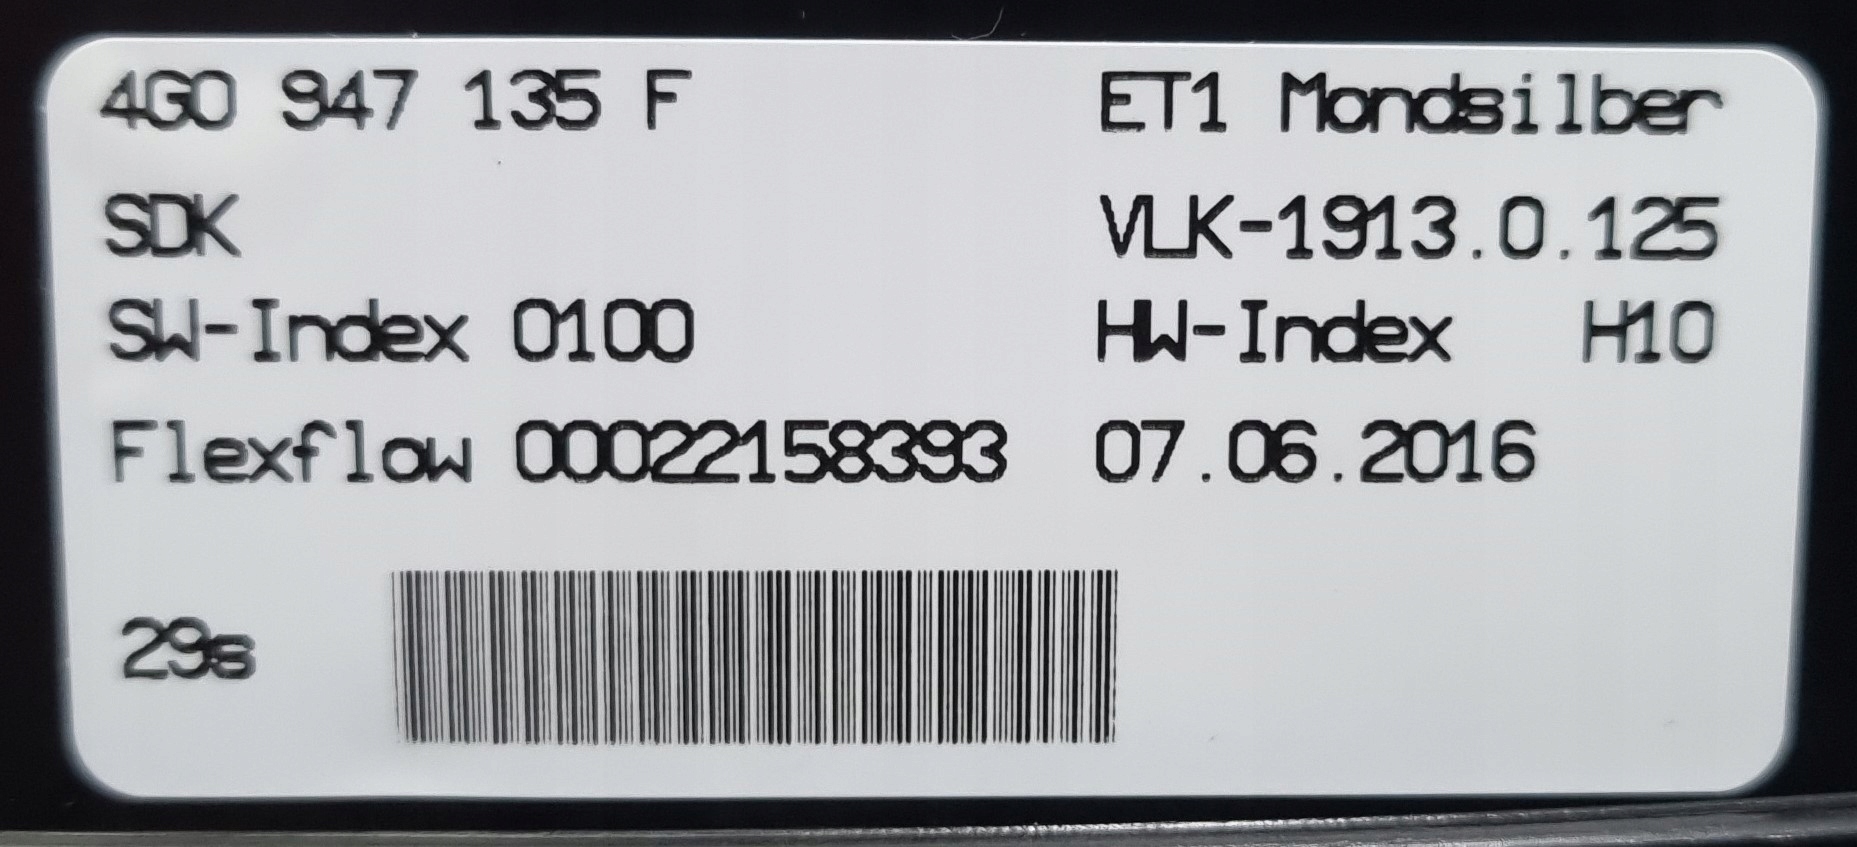 4G0 947 135 F ET1 Mondsilber
SDK VLK-1913.0.125
SW-Index 0100 HW-Index H10
Flexflow 00022158393 07.06.2016
29s